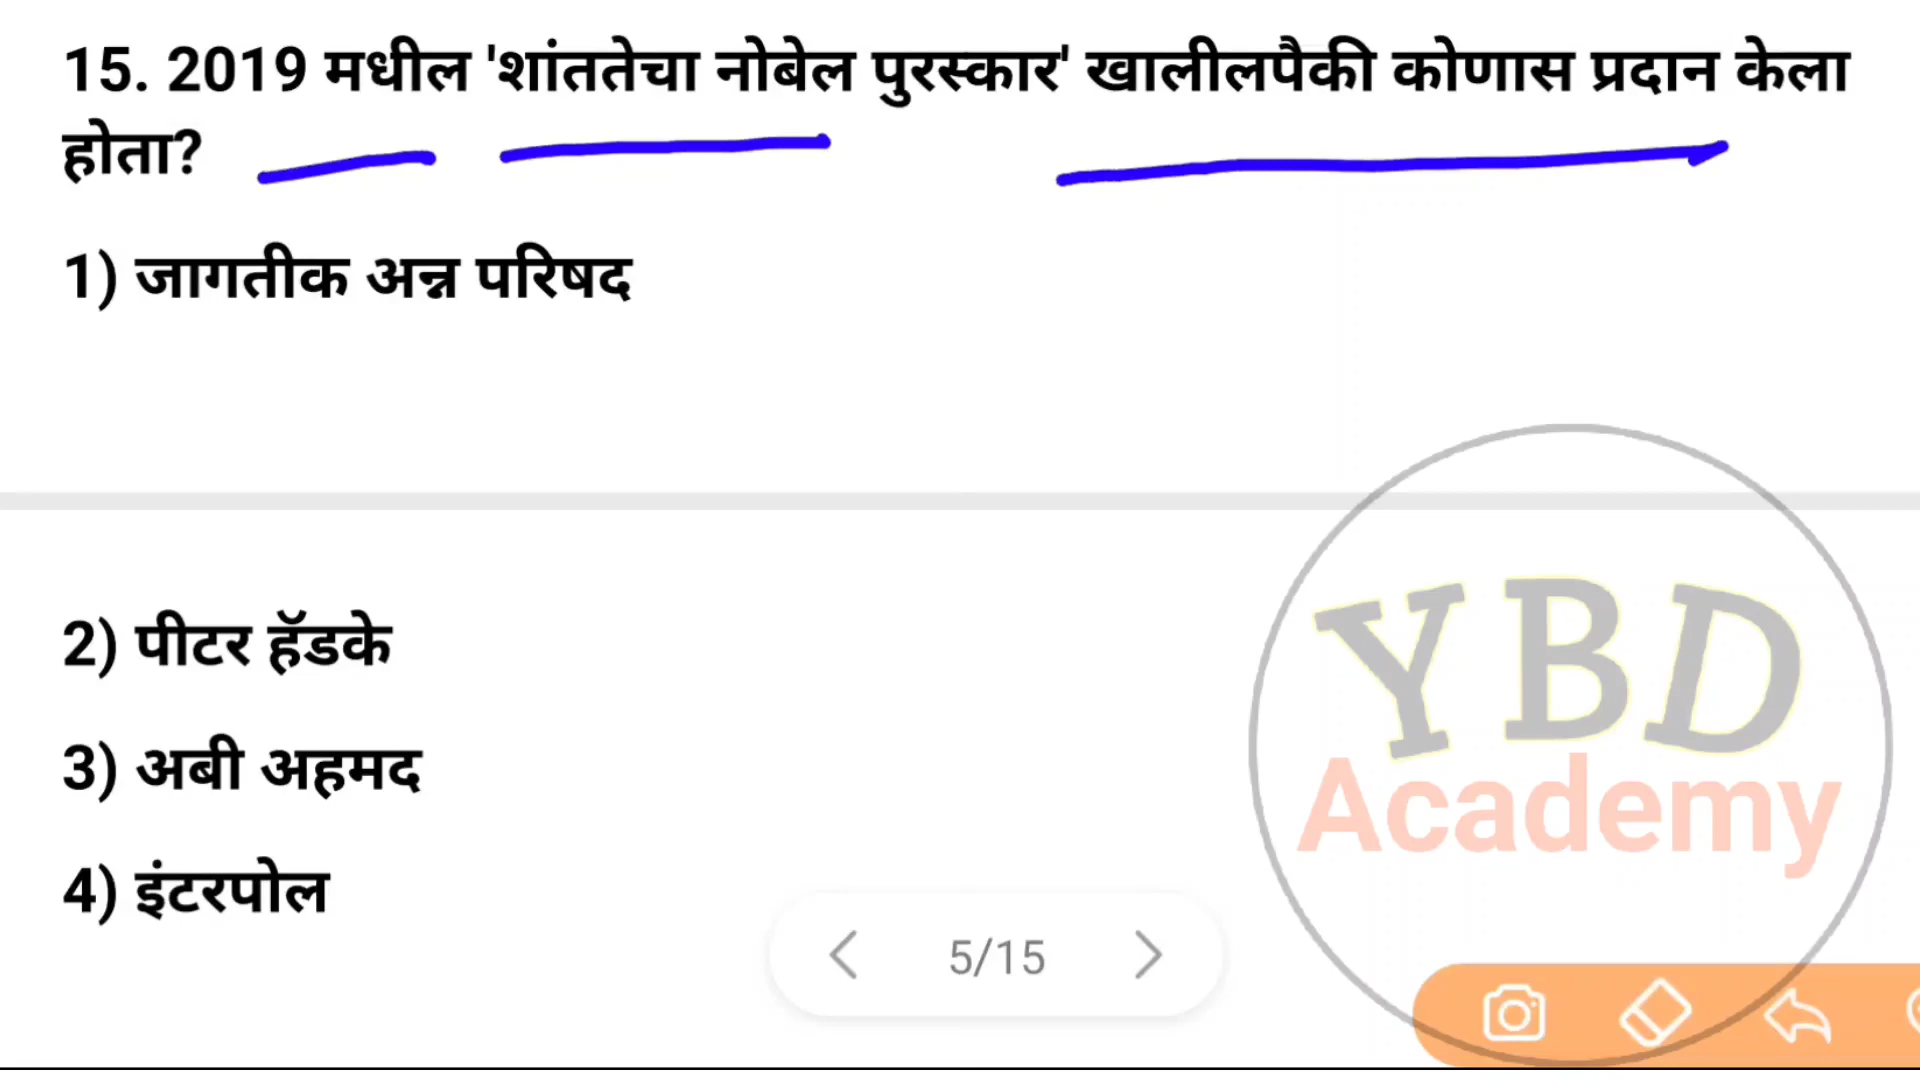 15. 2019 मधील 'शांततेचा नोबेल पुरस्कार' खालीलपैकी कोणास प्रदान केला
होता?
1) जागतीक अन्न परिषद
2) पीटर हॅडके
3) अबी अहमद
4) इंटरपोल
YBD
Academy
5/15